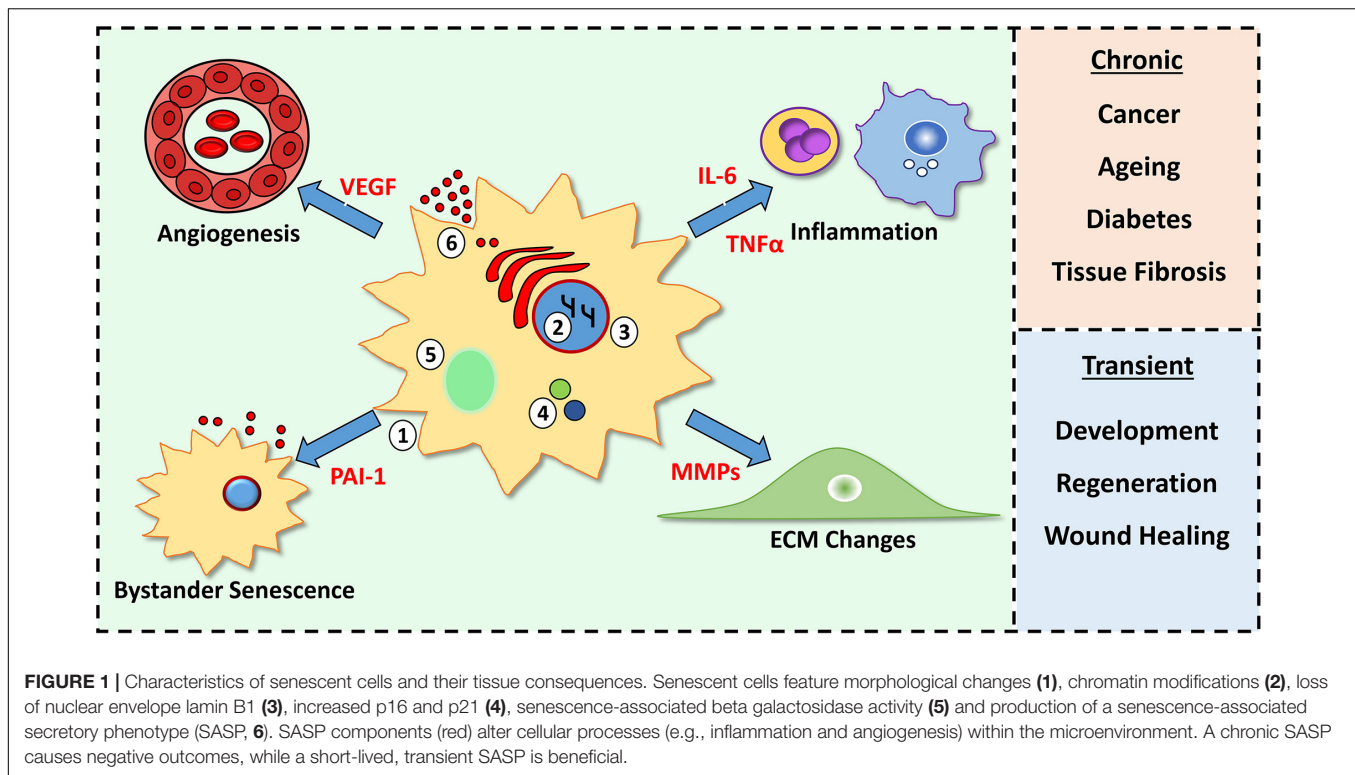 VEGF
Angiogenesis
IL-6
TNFα
Inflammation
6
2
3
5
4
1
PAI-1
Bystander Senescence
MMPs
ECM Changes
Chronic
Cancer
Ageing
Diabetes
Tissue Fibrosis
Transient
Development
Regeneration
Wound Healing
FIGURE 1 | Characteristics of senescent cells and their tissue consequences. Senescent cells feature morphological changes (1), chromatin modifications (2), loss
of nuclear envelope lamin B1 (3), increased p16 and p21 (4), senescence-associated beta galactosidase activity (5) and production of a senescence-associated
secretory phenotype (SASP, 6). SASP components (red) alter cellular processes (e.g., inflammation and angiogenesis) within the microenvironment. A chronic SASP
causes negative outcomes, while a short-lived, transient SASP is beneficial.